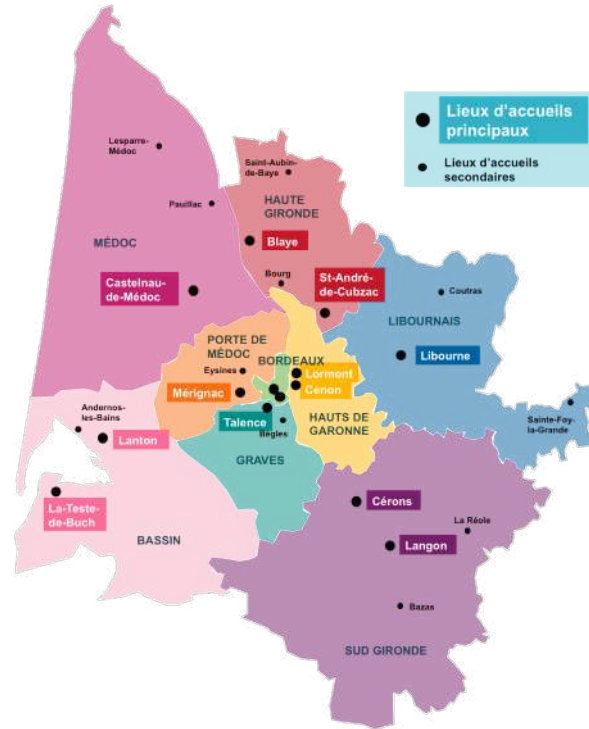 Lieux d'accueils
principaux
Lieux d'accueils
secondaires
Lesparre-
Médoc
Saint-Aubin-
de-Baye
Pauillac
HAUTE
GIRONDE
MÉDOC
Blaye
Castelnau-
de-Médoc
Bourg
St-André-
de-Cubzac
Coutras
LIBOURNAIS
PORTE DE
MÉDOC
BORDEAUX
Libourne
Eysines
Lormont
Cenon
Mérignac
Andernos-
les-Bains
Talence
HAUTS DE
GARONNE
Sainte-Foy-
la-Grande
Lanton
Bègles
GRAVES
La-Teste-
de-Buch
Cérons
La Réole
BASSIN
Langon
Bazas
SUD GIRONDE